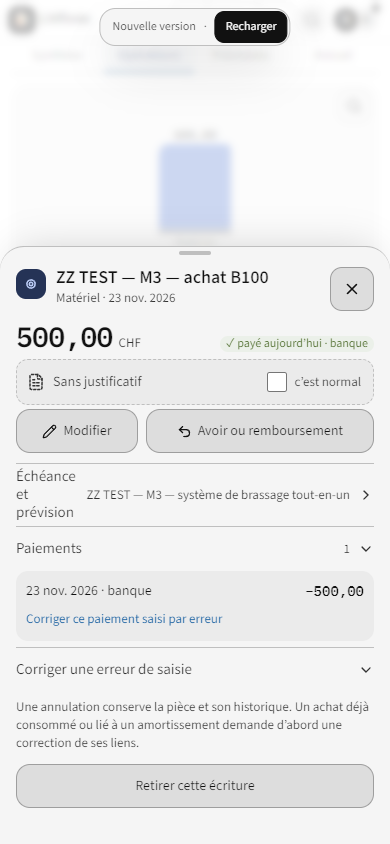 Nouvelle version · Recharger
ZZ TEST — M3 — achat B100
Matériel · 23 nov. 2026
500,00 CHF
✓ payé aujourd’hui · banque
Sans justificatif
c’est normal
Modifier
Avoir ou remboursement
Échéance
et
prévision
ZZ TEST — M3 — système de brassage tout-en-un
Paiements
1
23 nov. 2026 · banque
−500,00
Corriger ce paiement saisi par erreur
Corriger une erreur de saisie
Une annulation conserve la pièce et son historique. Un achat déjà
consommé ou lié à un amortissement demande d’abord une
correction de ses liens.
Retirer cette écriture